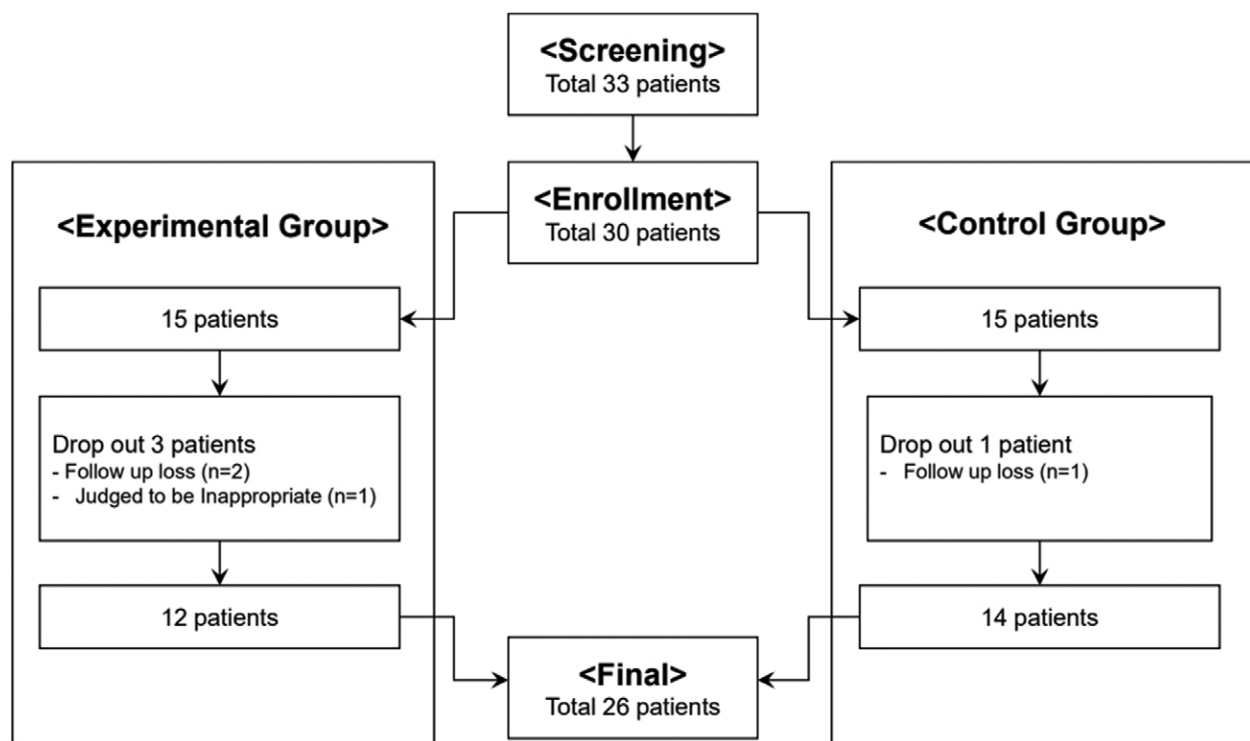 <Screening>
Total 33 patients
<Enrollment>
Total 30 patients
<Experimental Group>
15 patients
Drop out 3 patients
- Follow up loss (n=2)
- Judged to be Inappropriate (n=1)
12 patients
<Control Group>
15 patients
Drop out 1 patient
- Follow up loss (n=1)
14 patients
<Final>
Total 26 patients